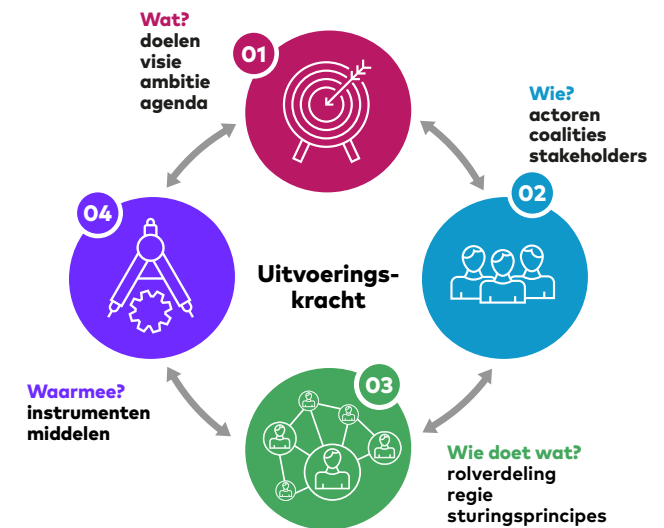 Wat?
doelen
visie
ambitie
agenda
01
Wie?
actoren
coalities
stakeholders
02
Uitvoerings-
kracht
03
Wie doet wat?
rolverdeling
regie
sturingsprincipes
04
Waarmee?
instrumenten
middelen